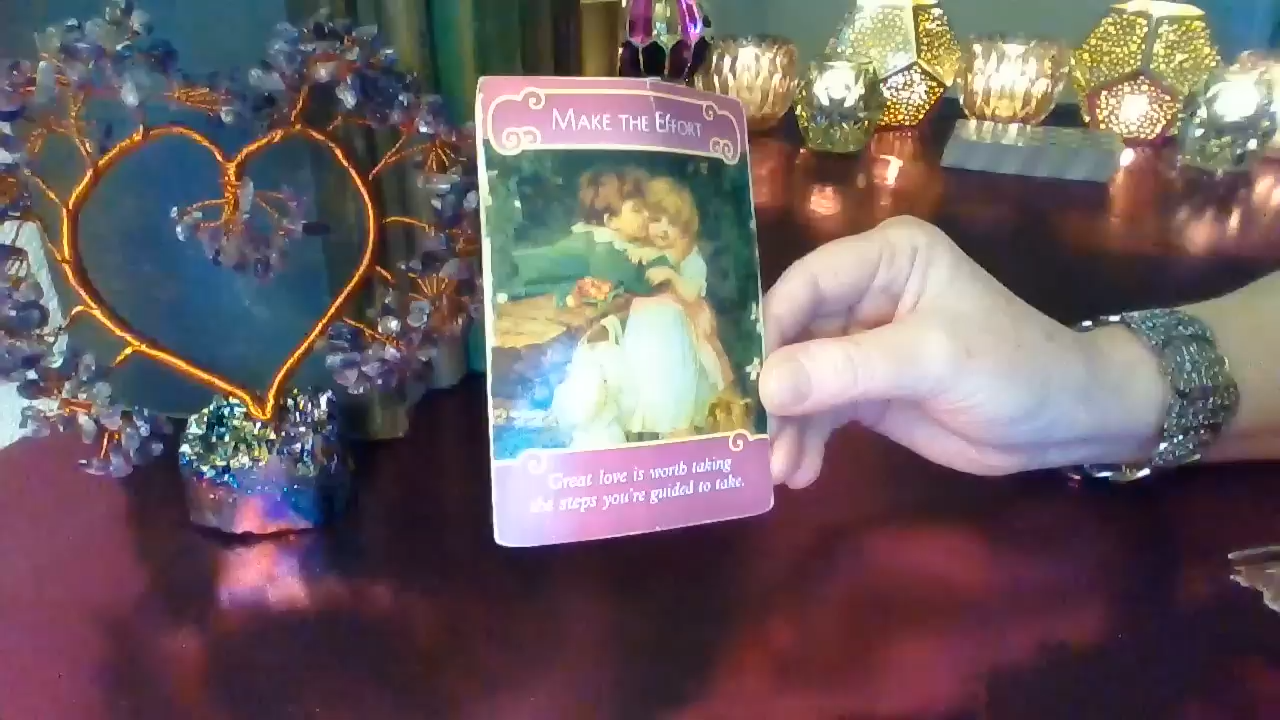 MAKE THE EFFORT
Great love is worth taking
the steps you're guided to take.